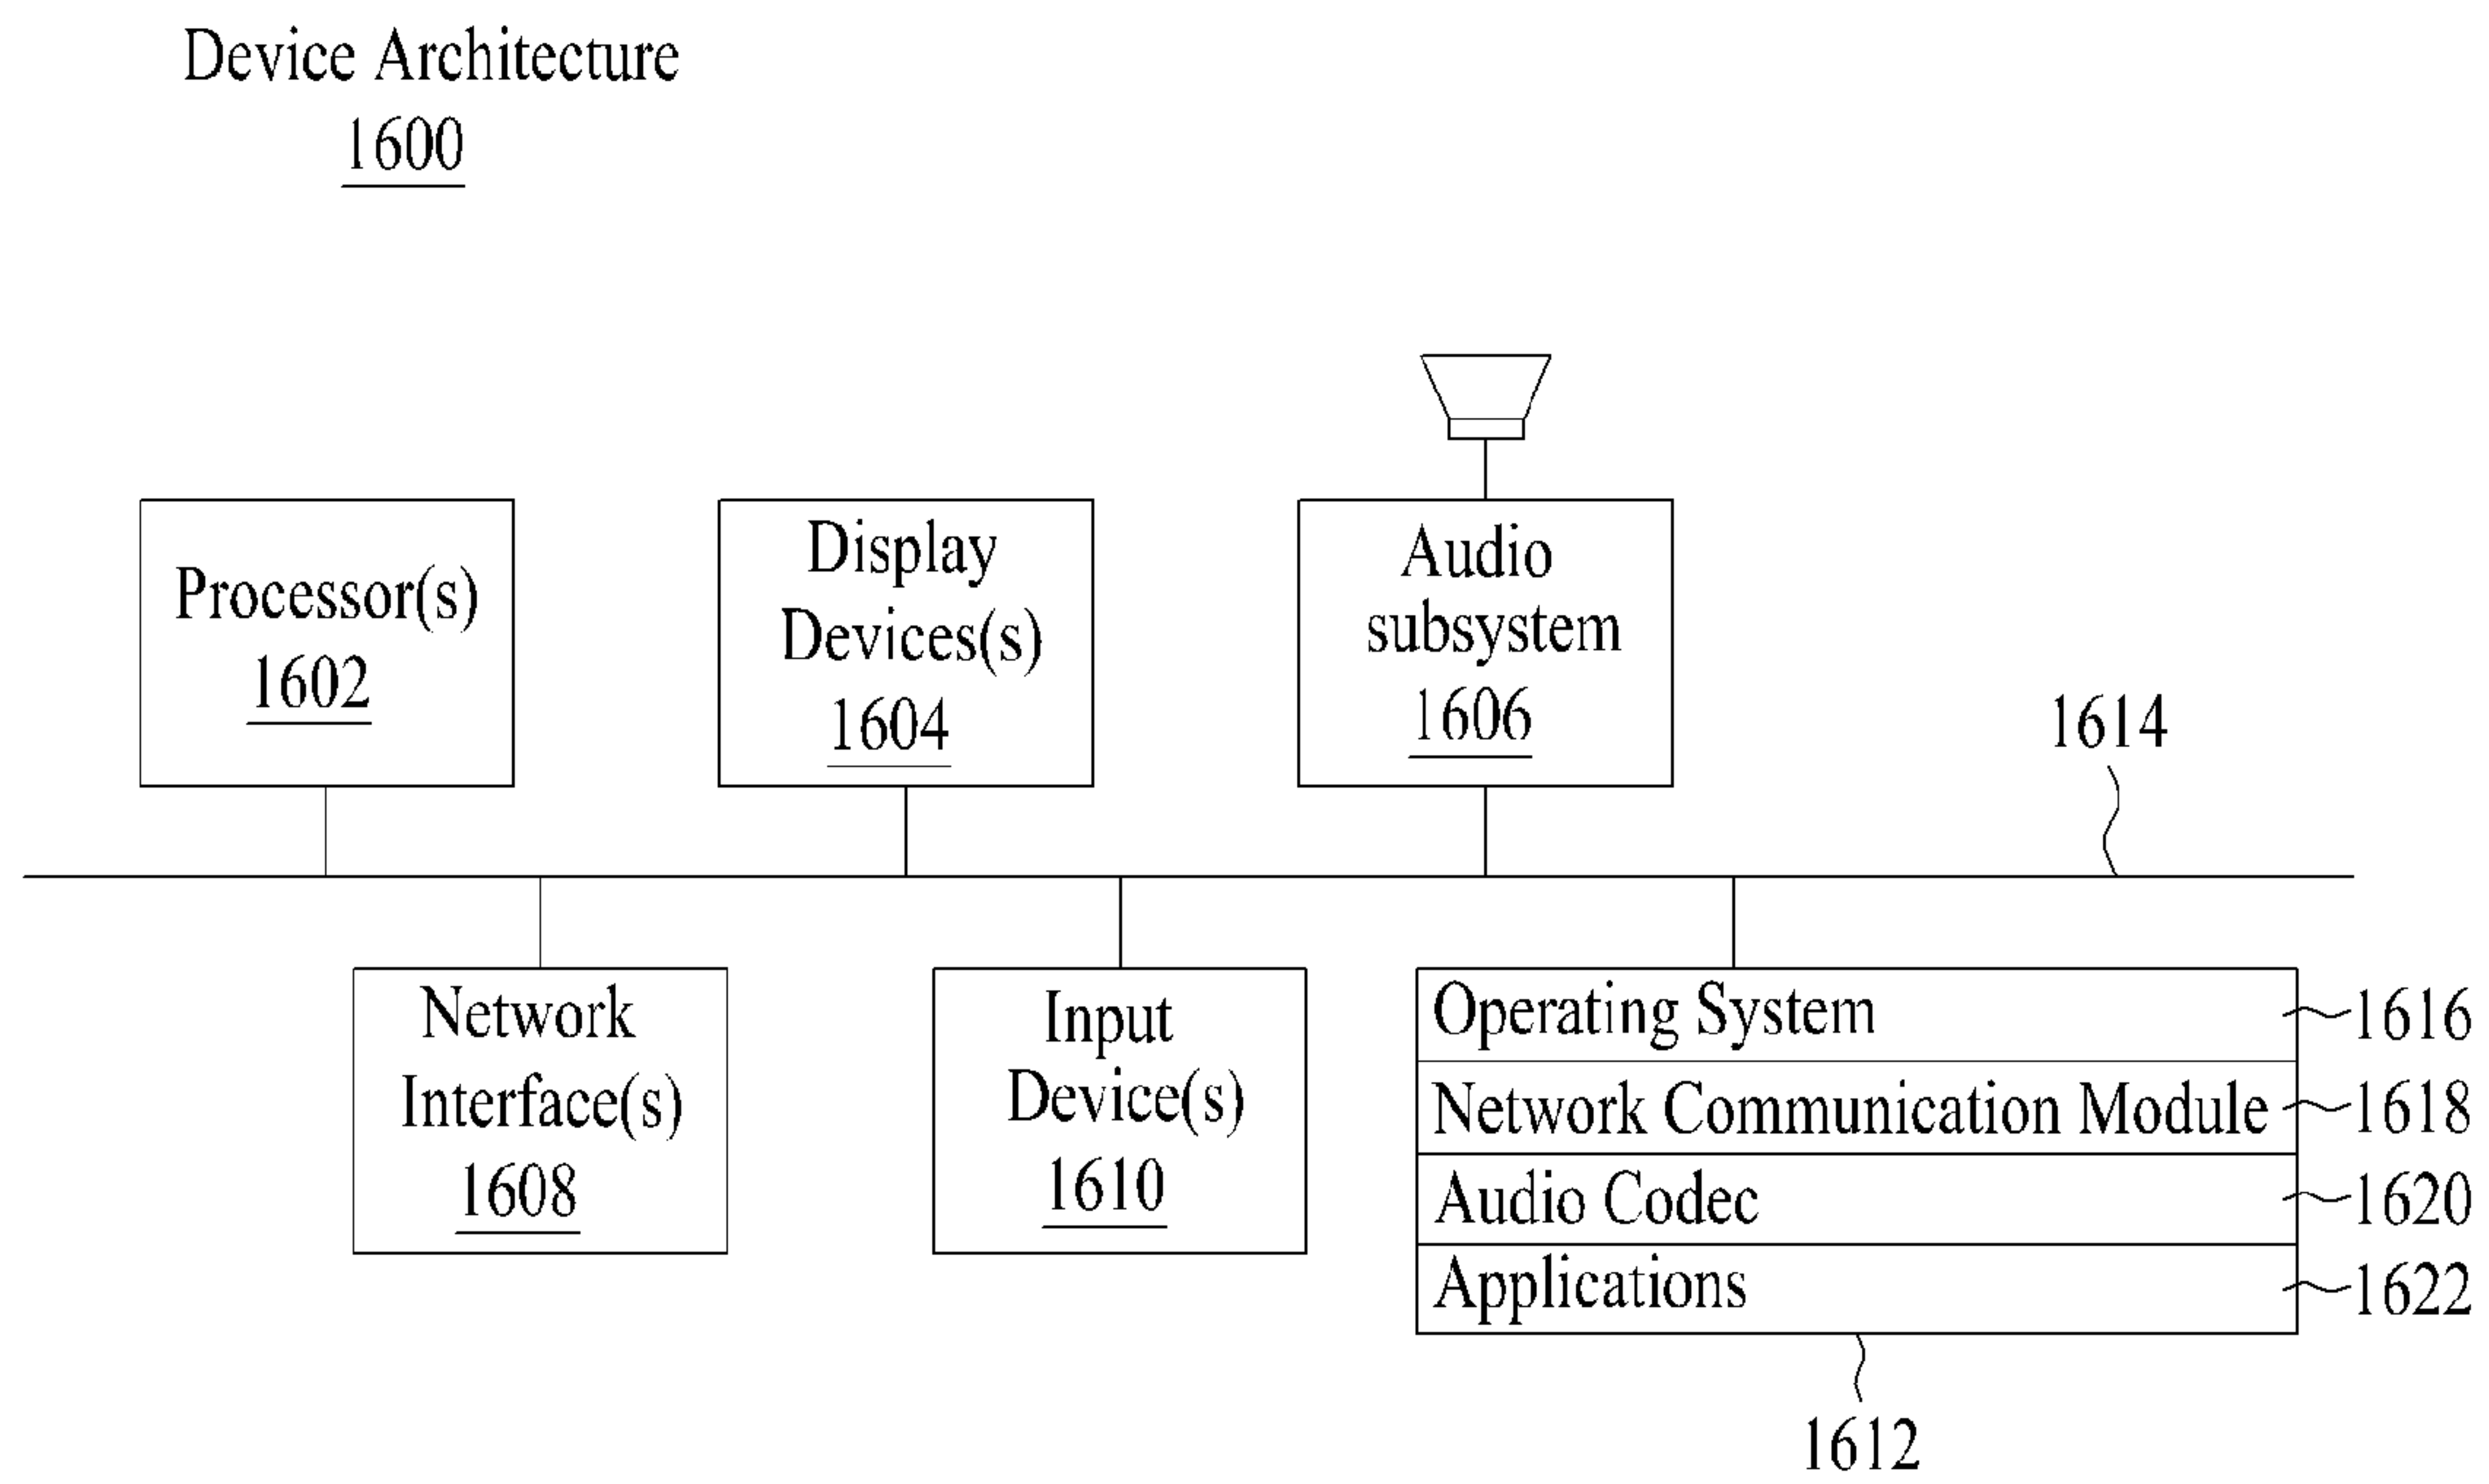 Device Architecture
1600
Processor(s)
1602
Display
Devices(s)
1604
Audio
subsystem
1606
1614
Network
Interface(s)
1608
Input
Device(s)
1610
Operating System
1616
Network Communication Module
1618
Audio Codec
1620
Applications
1622
1612